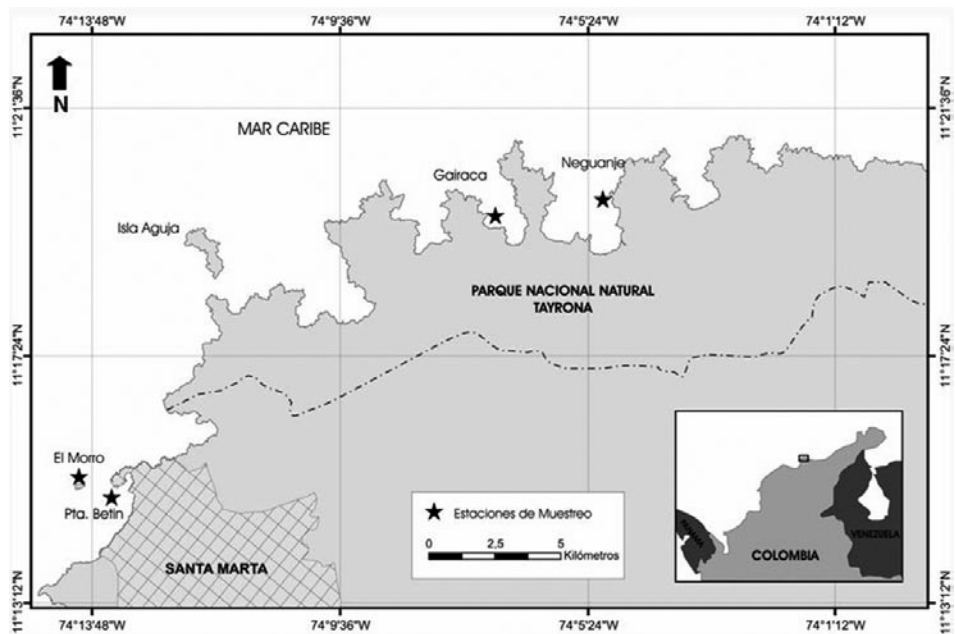 74°13'48"W
74°9'36"W
74°5'24"W
74°1'12"W
N
11°21'36"N
11°21'36"N
MAR CARIBE
Gairaca
Neguanje
Isla Aguja
PARQUE NACIONAL NATURAL
TAYRONA
11°17'24"N
11°17'24"N
El Morro
Pta. Betín
SANTA MARTA
Estaciones de Muestreo
0 2,5 5
Kilómetros
PANAMA
COLOMBIA
VENEZUELA
11°13'12"N
11°13'12"N
74°13'48"W
74°9'36"W
74°5'24"W
74°1'12"W